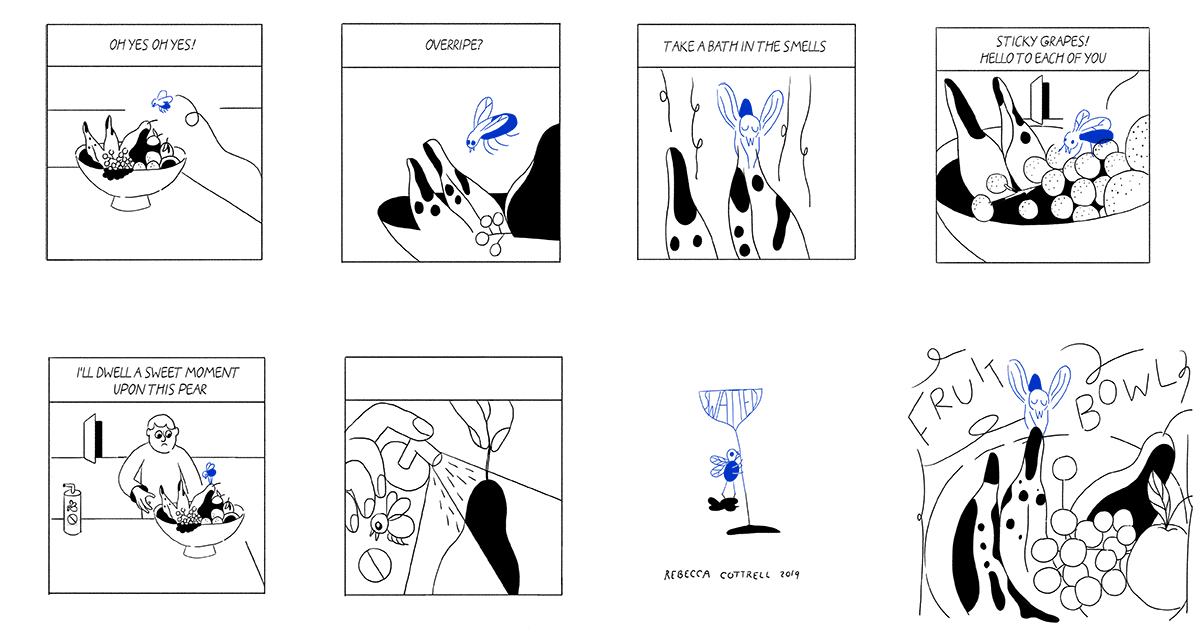 OH YES OH YES!
OVERRIPE?
TAKE A BATH IN THE SMELLS
STICKY GRAPES!
HELLO TO EACH OF YOU
I'LL DWELL A SWEET MOMENT
UPON THIS PEAR
SWATTED
REBECCA COTTRELL 2019
FRUIT
BOWL